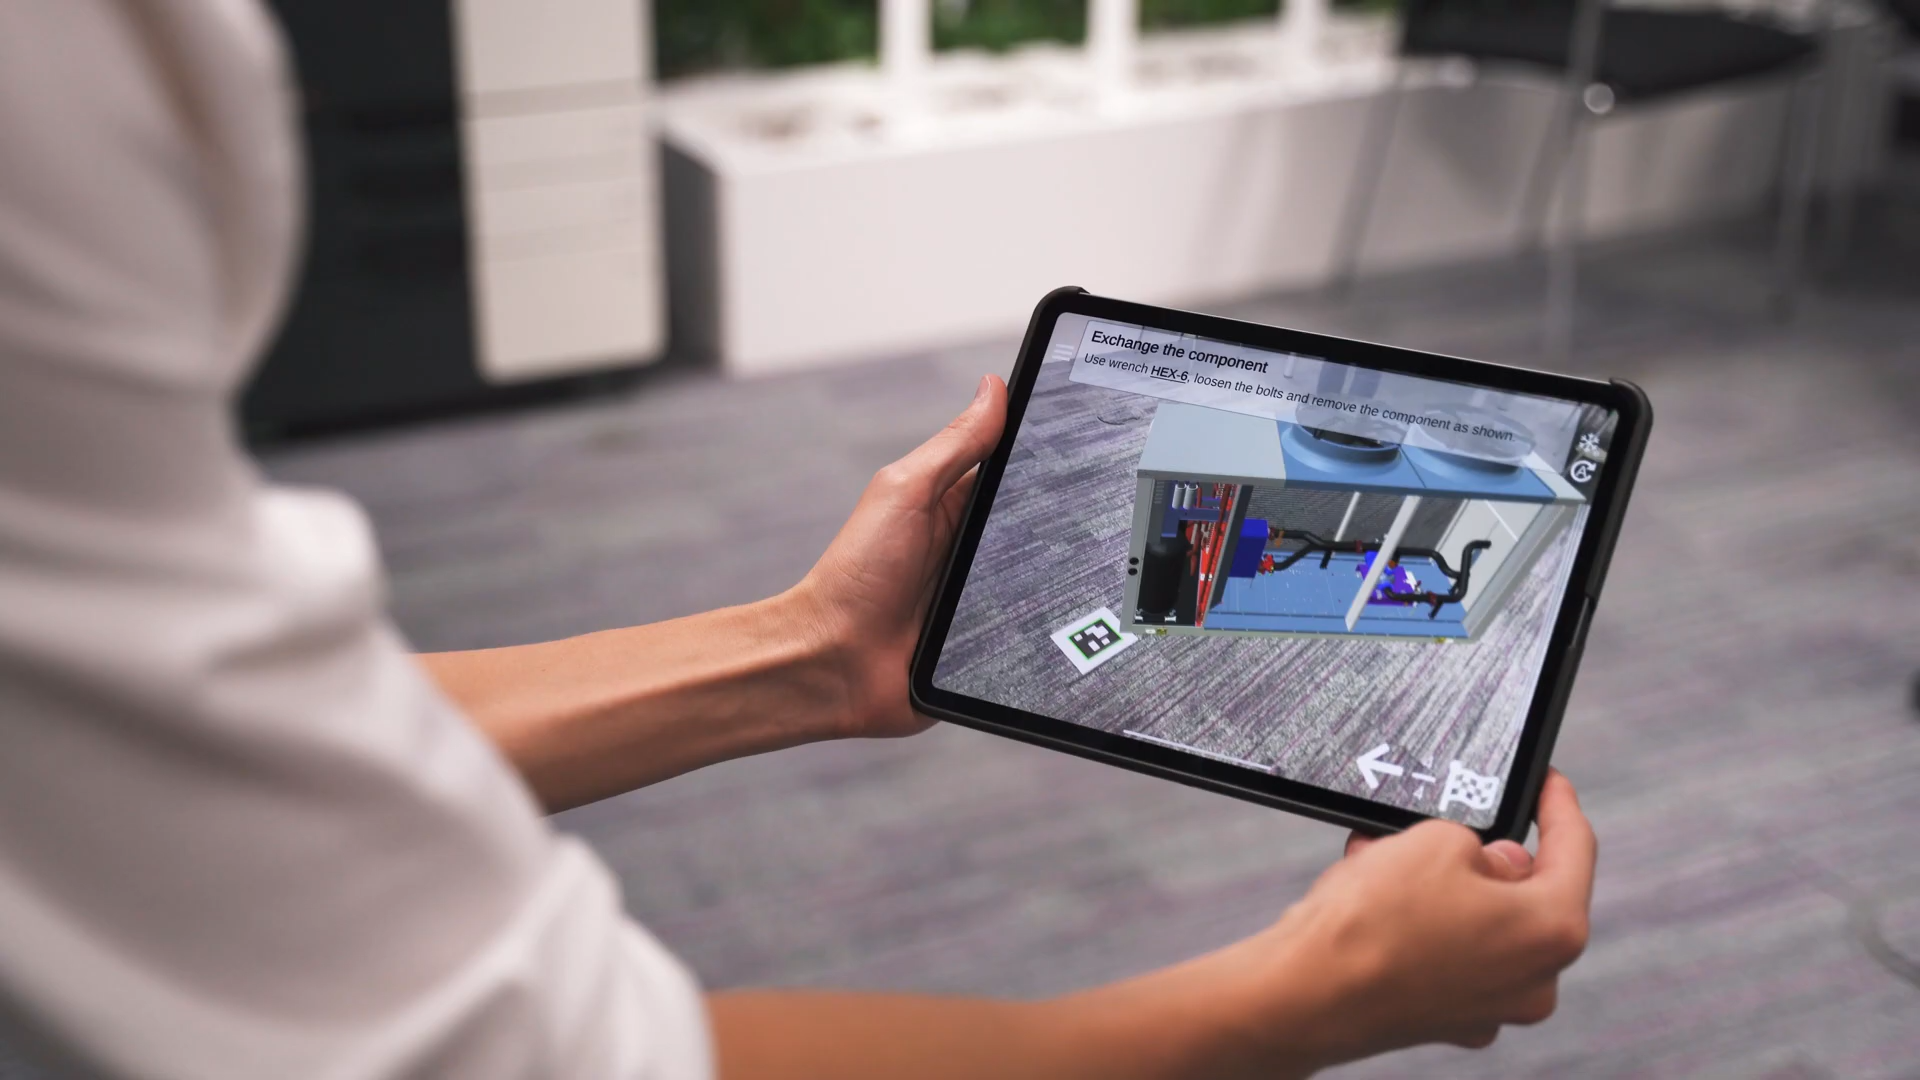 Exchange the component
Use wrench HEX-6, loosen the bolts and remove the component as shown.
A